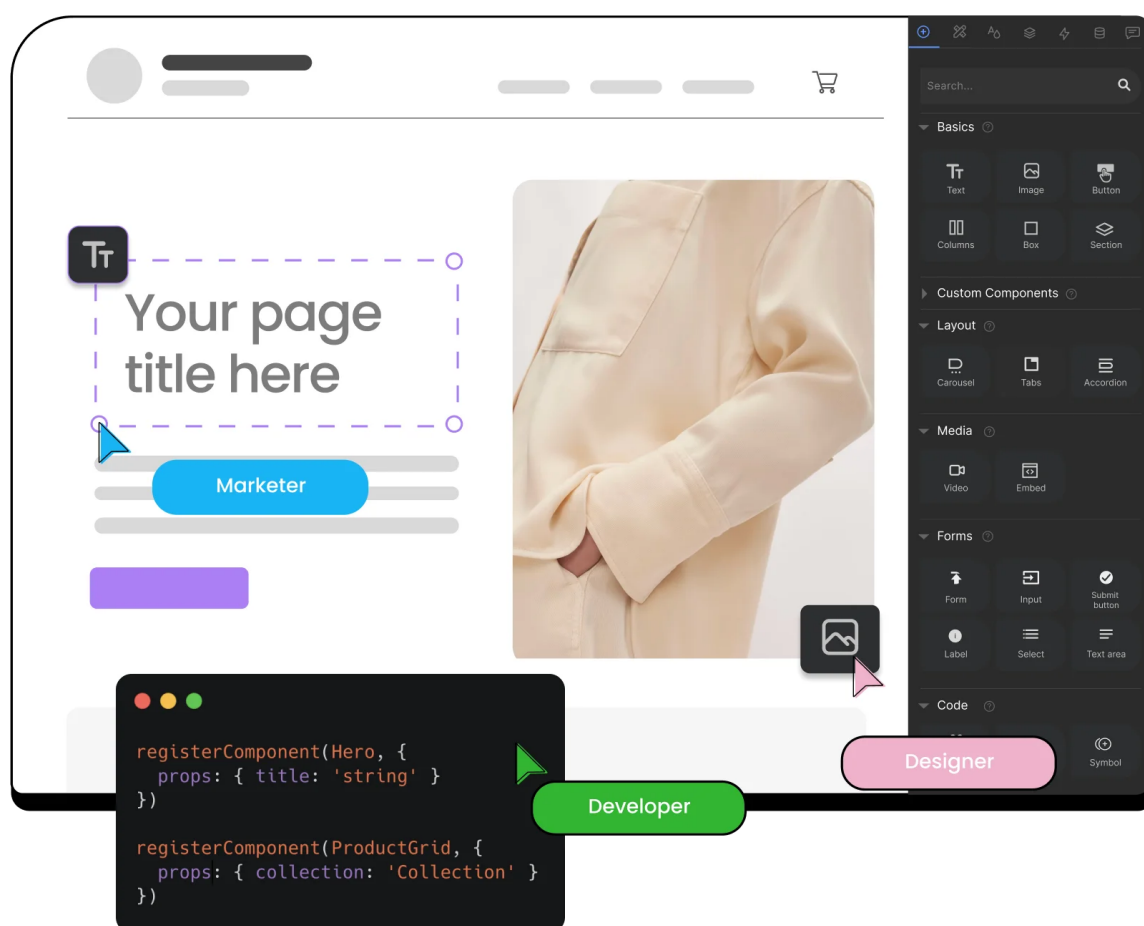 Search...
Basics
Text
Image
Button
Columns
Box
Section
Custom Components
Layout
Carousel
Tabs
Accordion
Media
Video
Embed
Forms
Form
Input
Submit
button
Label
Select
Text area
Code
Symbol
TT
Your page
title here
Marketer
Designer
Developer
registerComponent(Hero, {
  props: { title: 'string' }
})
registerComponent(ProductGrid, {
  props: { collection: 'Collection' }
})